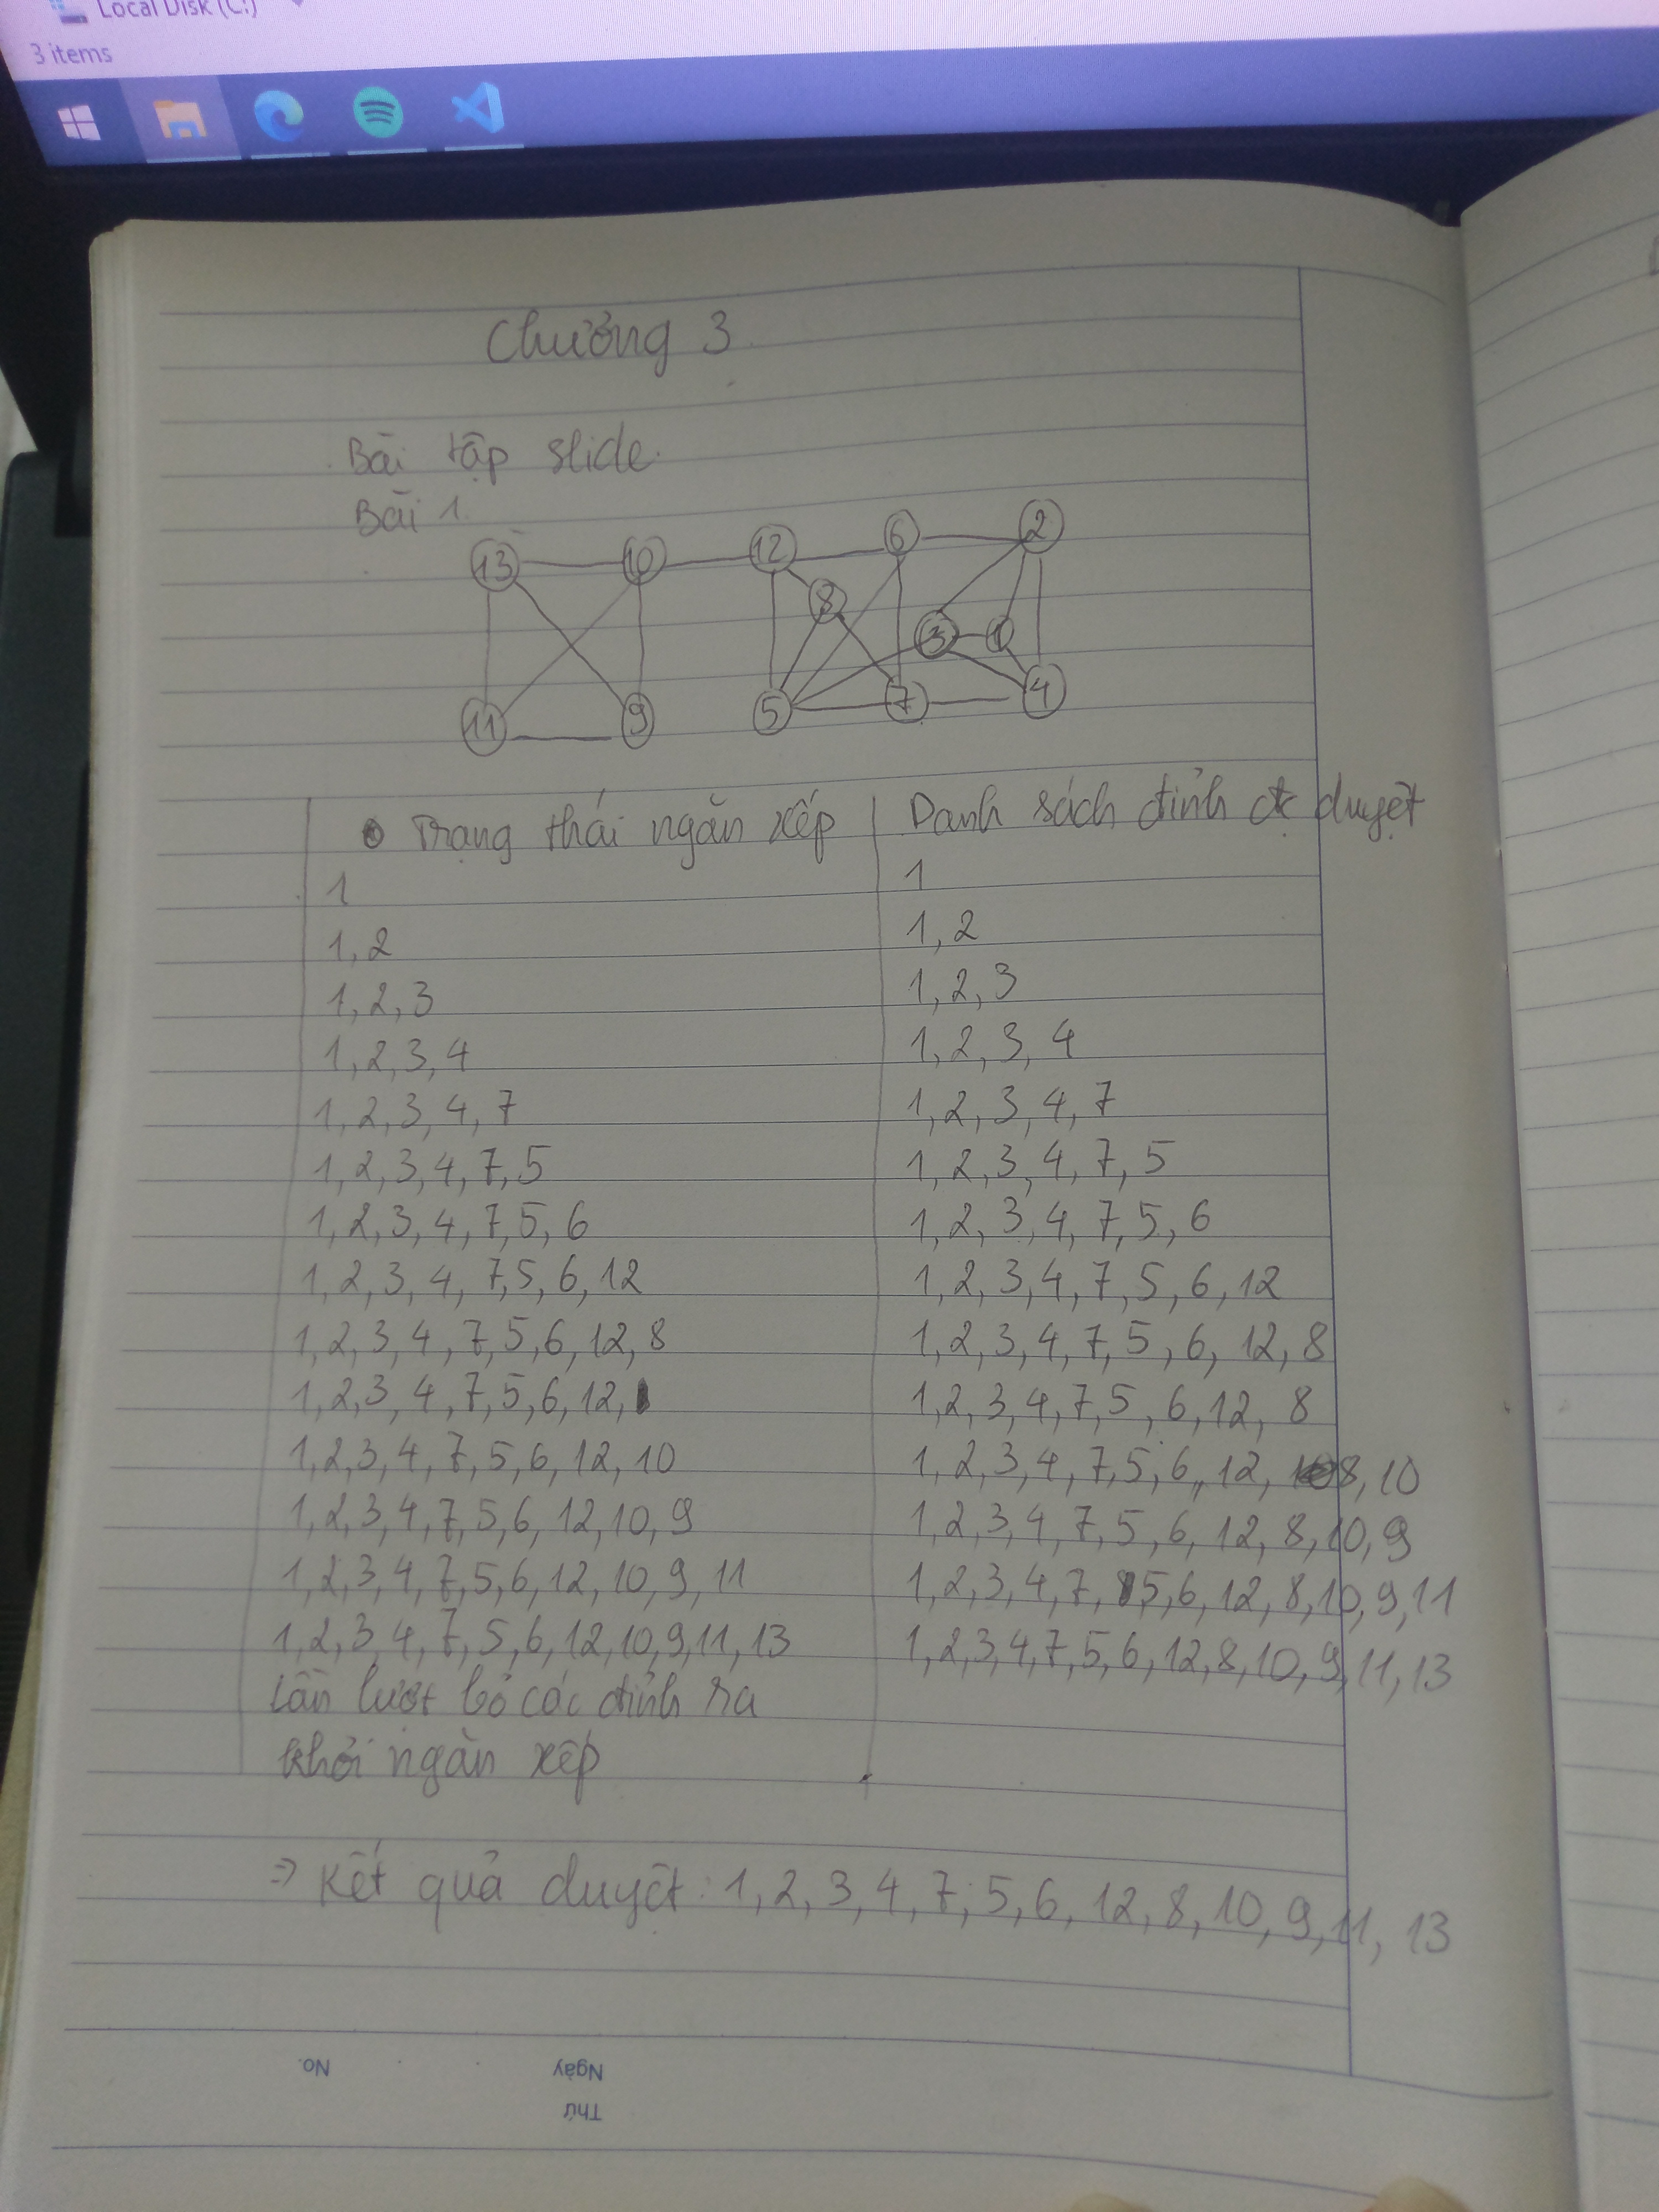 Local Disk (C:)
3 items
Chương 3.
Bài tập slide.
Bài 1.
13 10 12 6 2
8
3 1
11 9 5 7 4
Trạng thái ngăn xếp Danh sách đỉnh đc duyệt
1 1
1, 2 1, 2
1, 2, 3 1, 2, 3
1, 2, 3, 4 1, 2, 3, 4
1, 2, 3, 4, 7 1, 2, 3, 4, 7
1, 2, 3, 4, 7, 5 1, 2, 3, 4, 7, 5
1, 2, 3, 4, 7, 5, 6 1, 2, 3, 4, 7, 5, 6
1, 2, 3, 4, 7, 5, 6, 12 1, 2, 3, 4, 7, 5, 6, 12
1, 2, 3, 4, 7, 5, 6, 12, 8 1, 2, 3, 4, 7, 5, 6, 12, 8
1, 2, 3, 4, 7, 5, 6, 12, 1, 2, 3, 4, 7, 5, 6, 12, 8
1, 2, 3, 4, 7, 5, 6, 12, 10 1, 2, 3, 4, 7, 5, 6, 12, 8, 10
1, 2, 3, 4, 7, 5, 6, 12, 10, 9 1, 2, 3, 4, 7, 5, 6, 12, 8, 10, 9
1, 2, 3, 4, 7, 5, 6, 12, 10, 9, 11 1, 2, 3, 4, 7, 5, 6, 12, 8, 10, 9, 11
1, 2, 3, 4, 7, 5, 6, 12, 10, 9, 11, 13 1, 2, 3, 4, 7, 5, 6, 12, 8, 10, 9, 11, 13
Lần lượt bỏ các đỉnh ra
khỏi ngăn xếp
=> Kết quả duyệt: 1, 2, 3, 4, 7, 5, 6, 12, 8, 10, 9, 11, 13
No. Ngày
Thứ